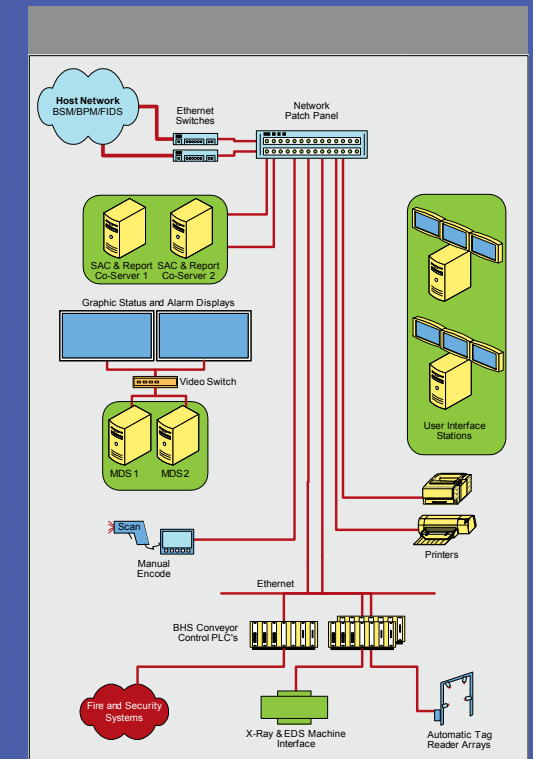 Host Network
BSM/BPM/FIDS
Ethernet
Switches
Network
Patch Panel
SAC & Report
Co-Server 1
SAC & Report
Co-Server 2
Graphic Status and Alarm Displays
Video Switch
MDS 1
MDS 2
User Interface
Stations
Scan
Manual
Encode
Printers
Ethernet
BHS Conveyor
Control PLC's
Fire and Security
Systems
X-Ray & EDS Machine
Interface
Automatic Tag
Reader Arrays